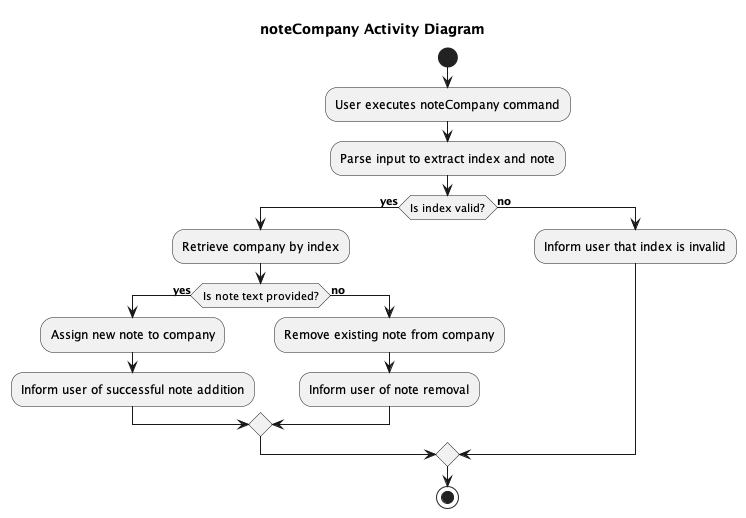 noteCompany Activity Diagram
User executes noteCompany command
Parse input to extract index and note
yes
Is index valid?
no
Retrieve company by index
Inform user that index is invalid
yes
Is note text provided?
no
Assign new note to company
Remove existing note from company
Inform user of successful note addition
Inform user of note removal